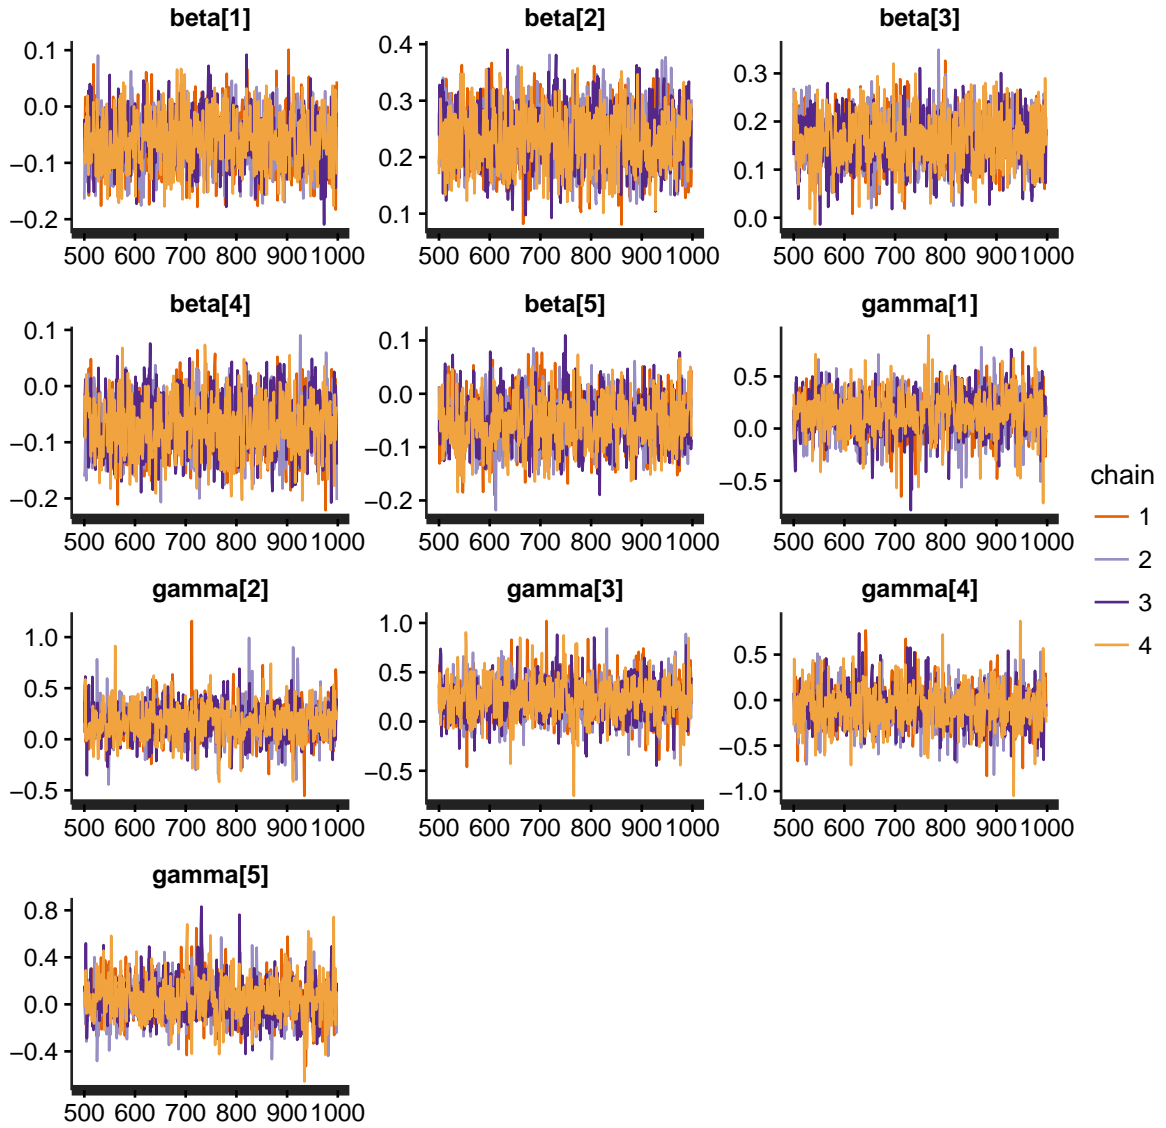 beta[1] beta[2] beta[3]
0.1 0.4 0.3
0.0 0.3 0.2
−0.1 0.2 0.1
−0.2 0.1 0.0
500 600 700 800 900 1000 500 600 700 800 900 1000 500 600 700 800 900 1000
beta[4] beta[5] gamma[1]
0.1 0.1 0.5
0.0 0.0 0.0
−0.1 −0.1 −0.5
−0.2 −0.2
500 600 700 800 900 1000 500 600 700 800 900 1000 500 600 700 800 900 1000
chain
1
2
3
4
gamma[2] gamma[3] gamma[4]
1.0 1.0 0.5
0.5 0.5 0.0
0.0 0.0 −0.5
−0.5 −0.5 −1.0
500 600 700 800 900 1000 500 600 700 800 900 1000 500 600 700 800 900 1000
gamma[5]
0.8
0.4
0.0
−0.4
500 600 700 800 900 1000